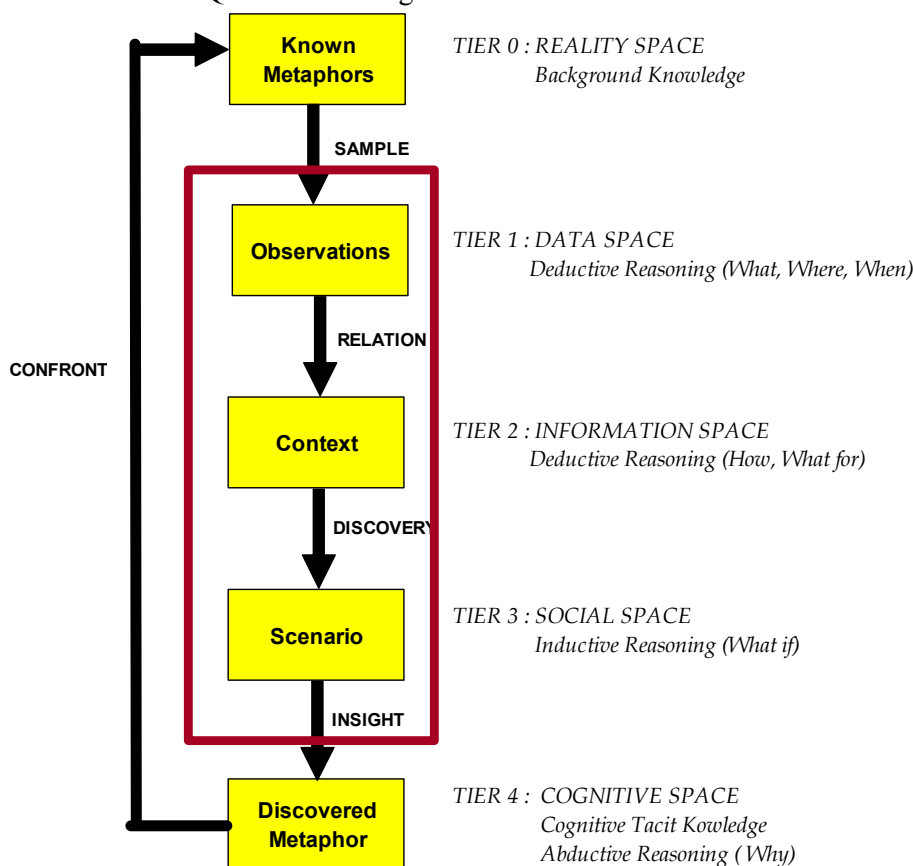 Known
Metaphors
TIER 0 : REALITY SPACE
Background Knowledge
SAMPLE
Observations
TIER 1 : DATA SPACE
Deductive Reasoning (What, Where, When)
RELATION
CONFRONT
Context
TIER 2 : INFORMATION SPACE
Deductive Reasoning (How, What for)
DISCOVERY
Scenario
TIER 3 : SOCIAL SPACE
Inductive Reasoning (What if)
INSIGHT
Discovered
Metaphor
TIER 4 : COGNITIVE SPACE
Cognitive Tacit Kowledge
Abductive Reasoning ( Why)